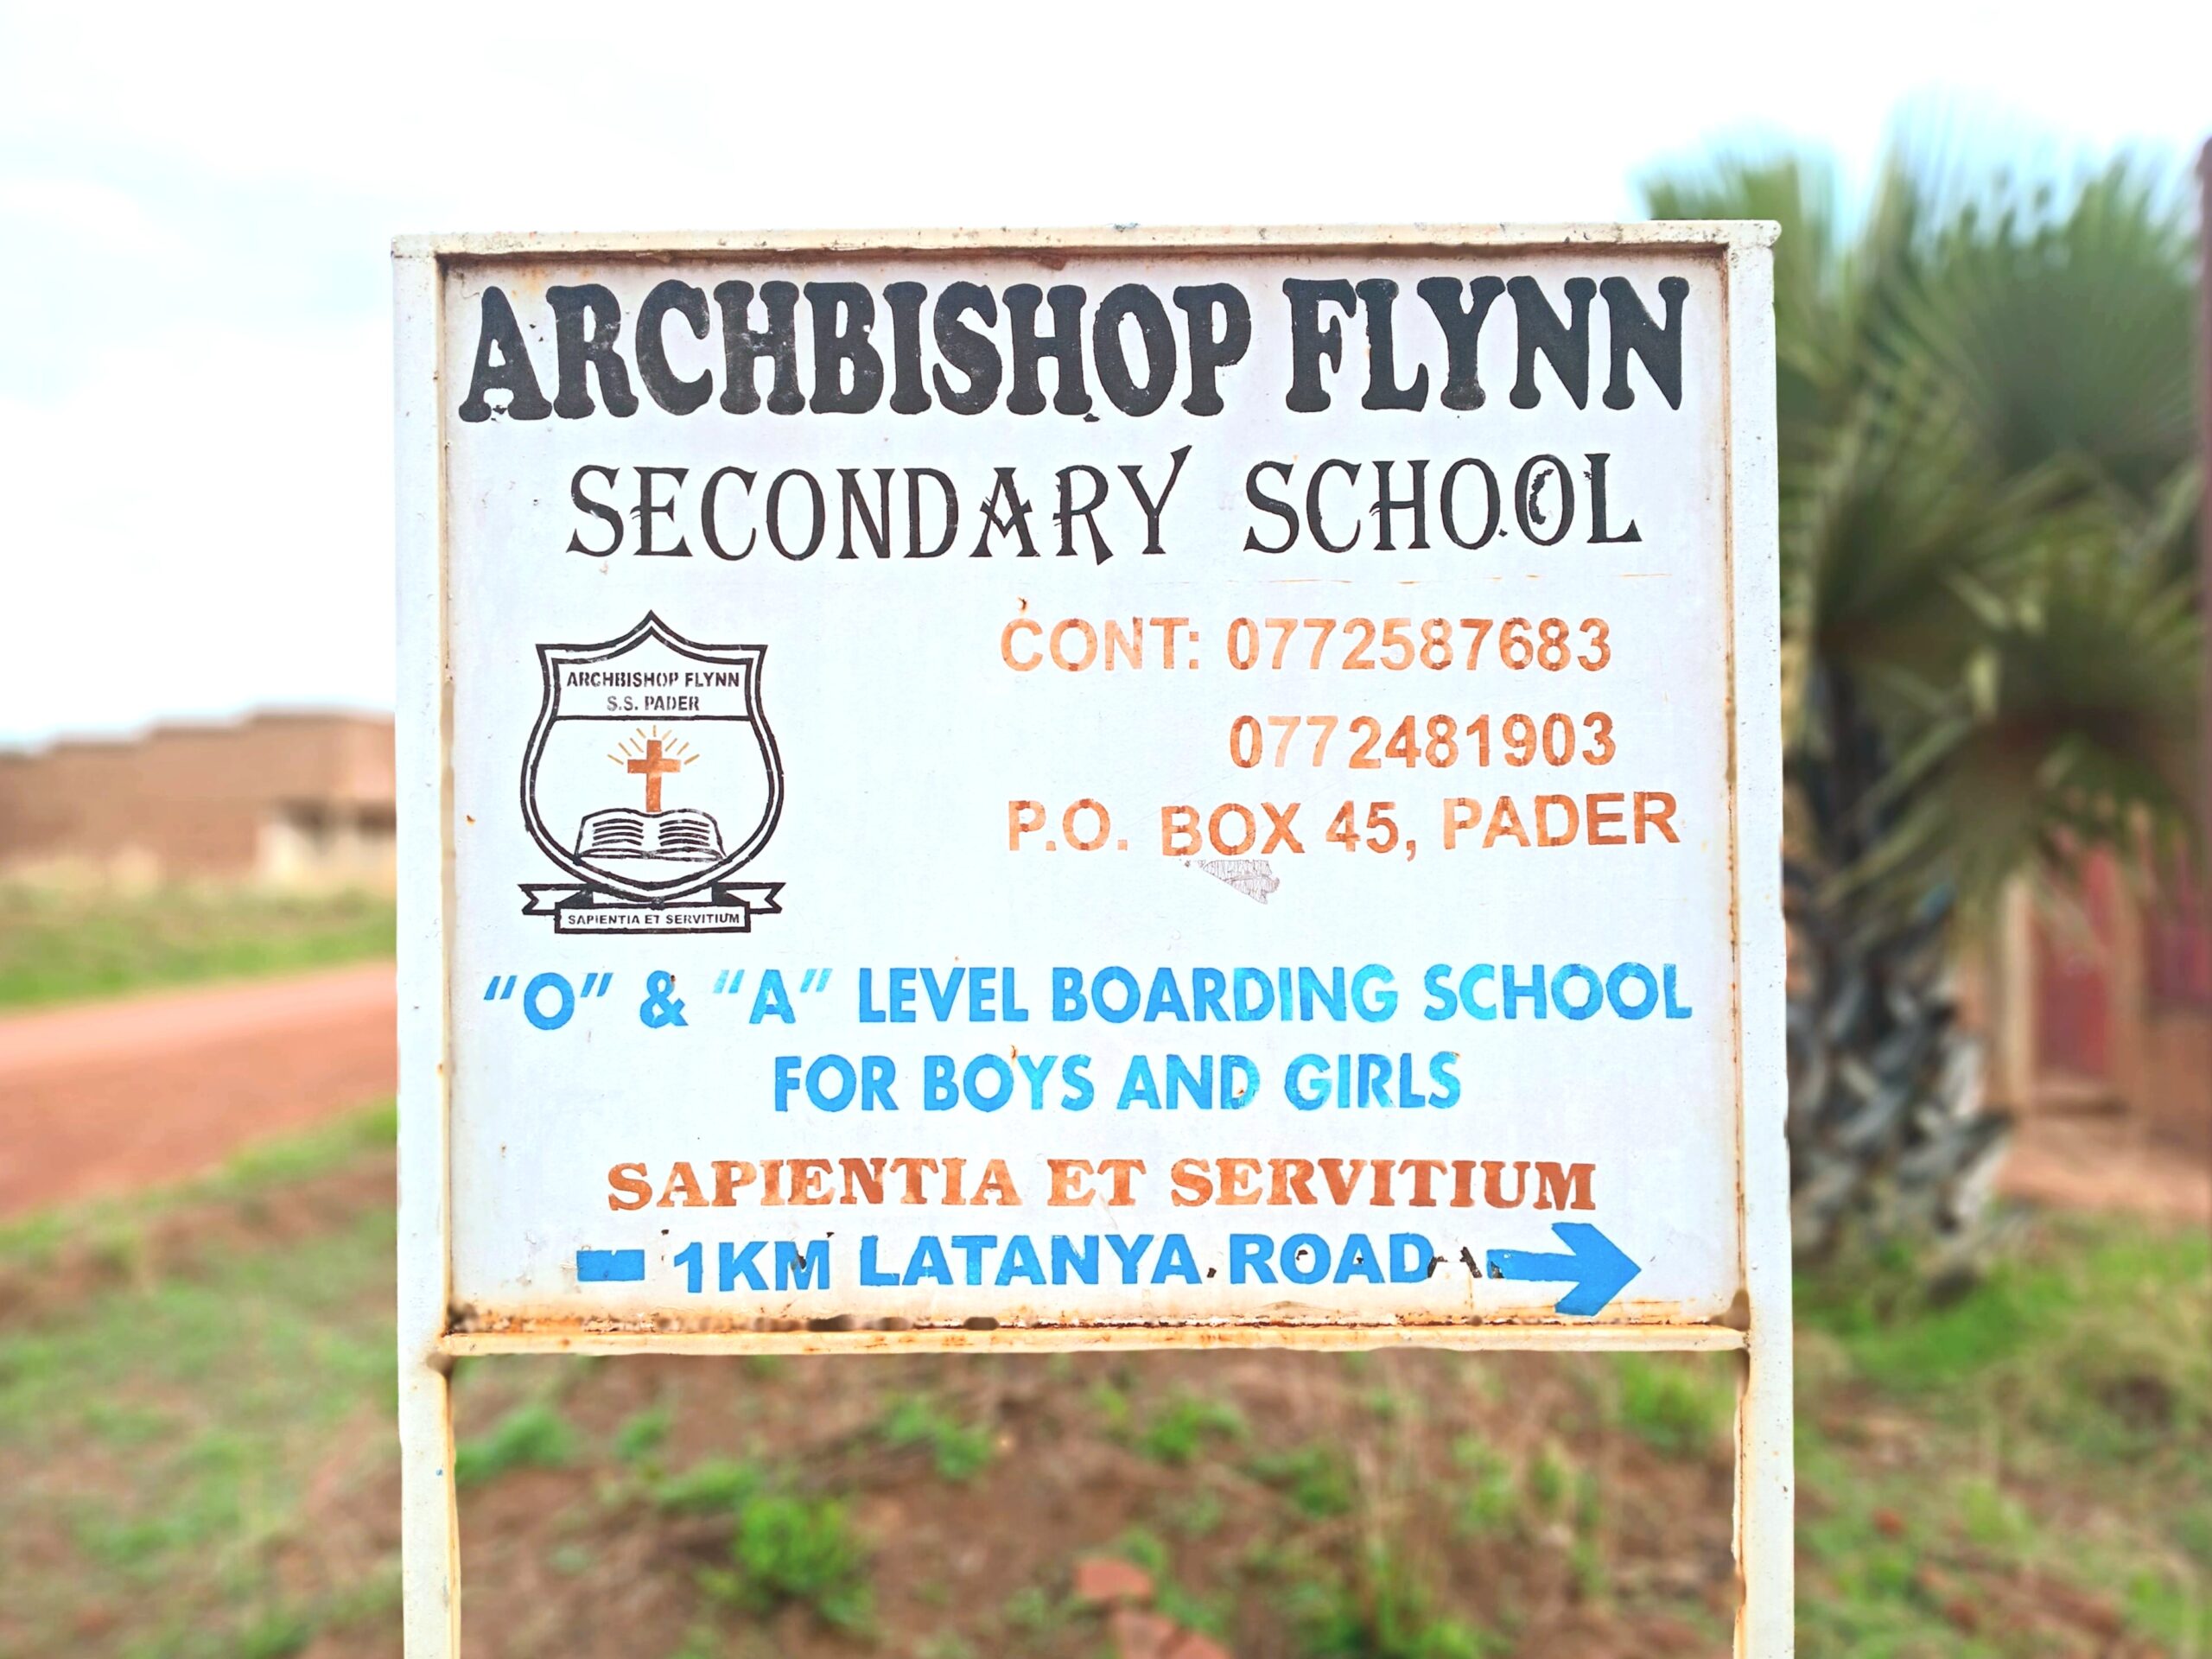 ARCHBISHOP FLYNN
SECONDARY SCHOOL
ARCHBISHOP FLYNN
S.S. PADER
SAPIENTIA ET SERVITIUM
CONT: 0772587683
0772481903
P.O. BOX 45, PADER
"O" & "A" LEVEL BOARDING SCHOOL
FOR BOYS AND GIRLS
SAPIENTIA ET SERVITIUM
1KM LATANYA ROAD